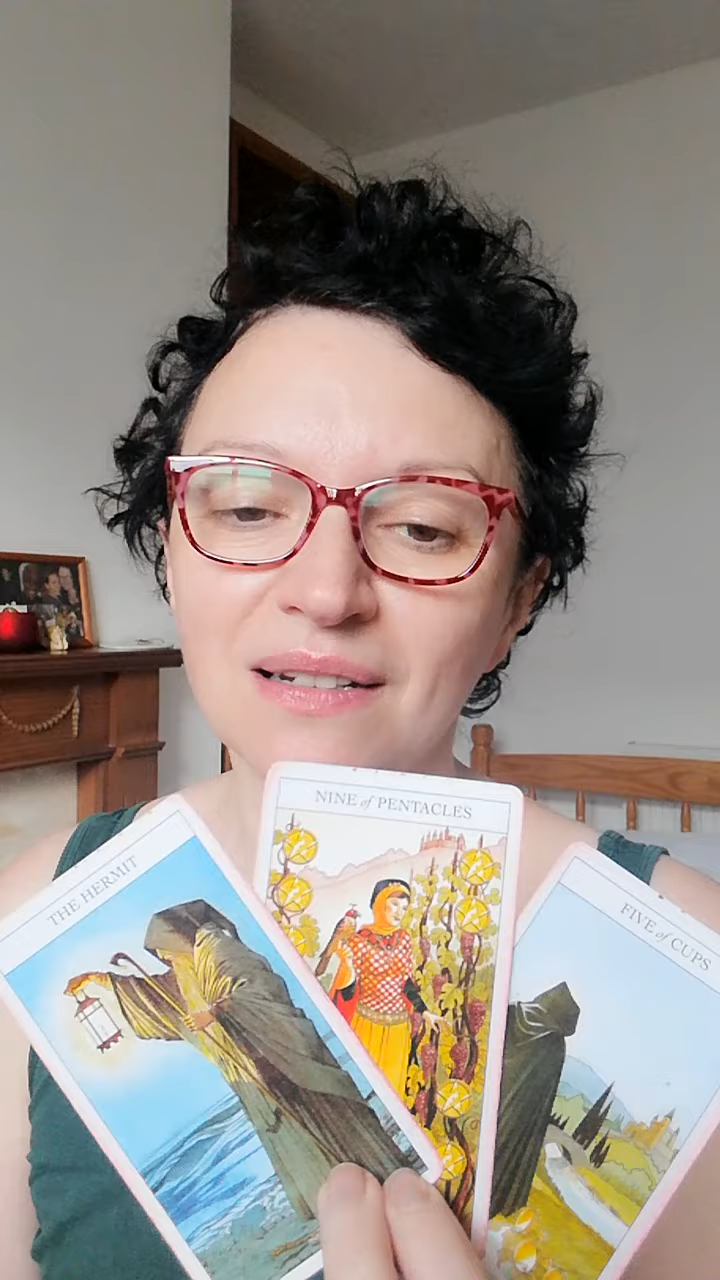 THE HERMIT
NINE of PENTACLES
FIVE of CUPS